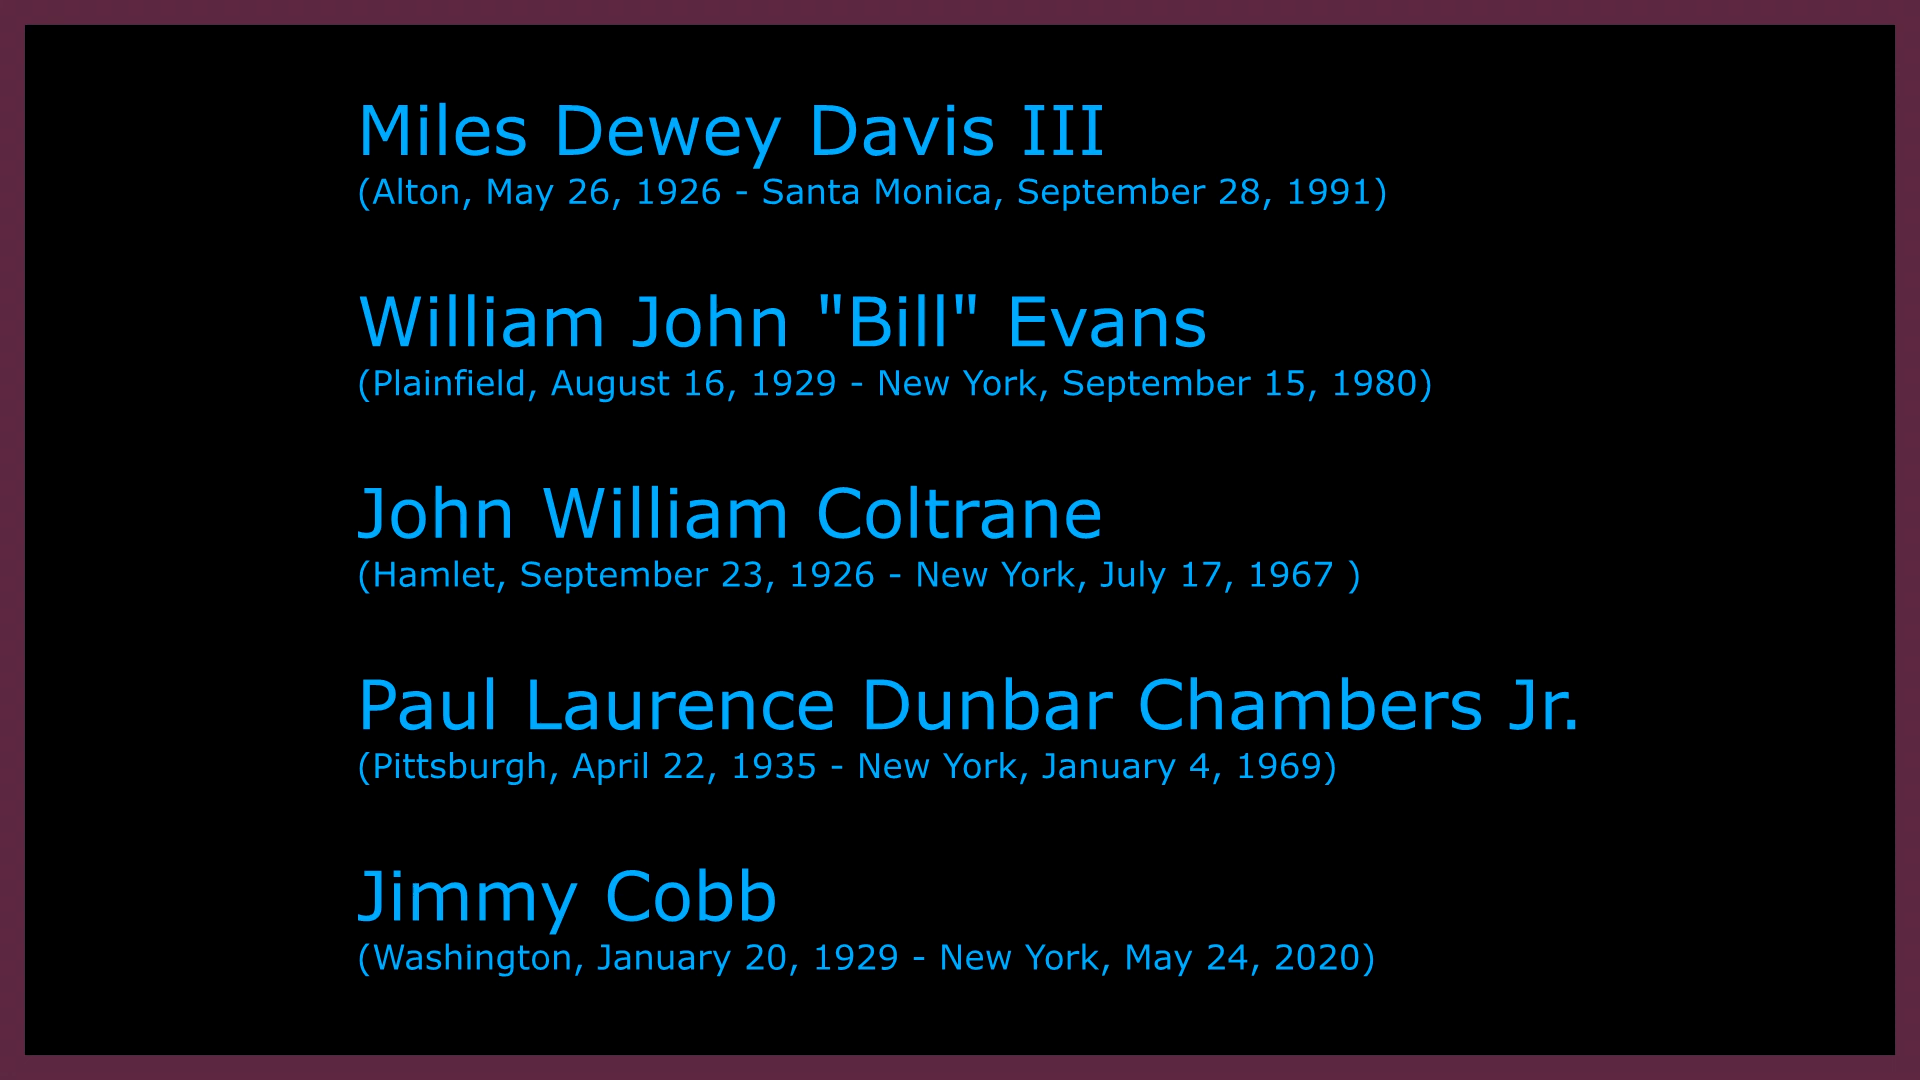 Miles Dewey Davis III
(Alton, May 26, 1926 - Santa Monica, September 28, 1991)
William John "Bill" Evans
(Plainfield, August 16, 1929 - New York, September 15, 1980)
John William Coltrane
(Hamlet, September 23, 1926 - New York, July 17, 1967 )
Paul Laurence Dunbar Chambers Jr.
(Pittsburgh, April 22, 1935 - New York, January 4, 1969)
Jimmy Cobb
(Washington, January 20, 1929 - New York, May 24, 2020)